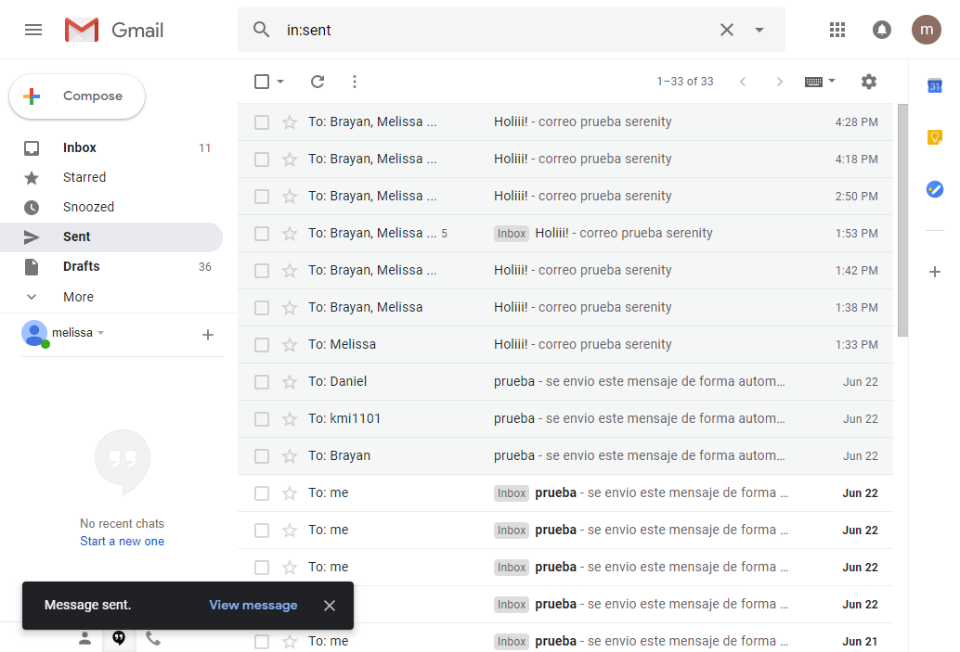 Gmail
in:sent
m
Compose
1–33 of 33
31
Inbox 11
Starred
Snoozed
Sent
Drafts 36
More
melissa
No recent chats
Start a new one
To: Brayan, Melissa ... Holiii! - correo prueba serenity 4:28 PM
To: Brayan, Melissa ... Holiii! - correo prueba serenity 4:18 PM
To: Brayan, Melissa ... Holiii! - correo prueba serenity 2:50 PM
To: Brayan, Melissa ... 5 Inbox Holiii! - correo prueba serenity 1:53 PM
To: Brayan, Melissa ... Holiii! - correo prueba serenity 1:42 PM
To: Brayan, Melissa Holiii! - correo prueba serenity 1:38 PM
To: Melissa Holiii! - correo prueba serenity 1:33 PM
To: Daniel prueba - se envio este mensaje de forma autom... Jun 22
To: kmi1101 prueba - se envio este mensaje de forma autom... Jun 22
To: Brayan prueba - se envio este mensaje de forma autom... Jun 22
To: me Inbox prueba - se envio este mensaje de forma ... Jun 22
To: me Inbox prueba - se envio este mensaje de forma ... Jun 22
To: me Inbox prueba - se envio este mensaje de forma ... Jun 22
Inbox prueba - se envio este mensaje de forma ... Jun 22
To: me Inbox prueba - se envio este mensaje de forma ... Jun 21
Message sent. View message